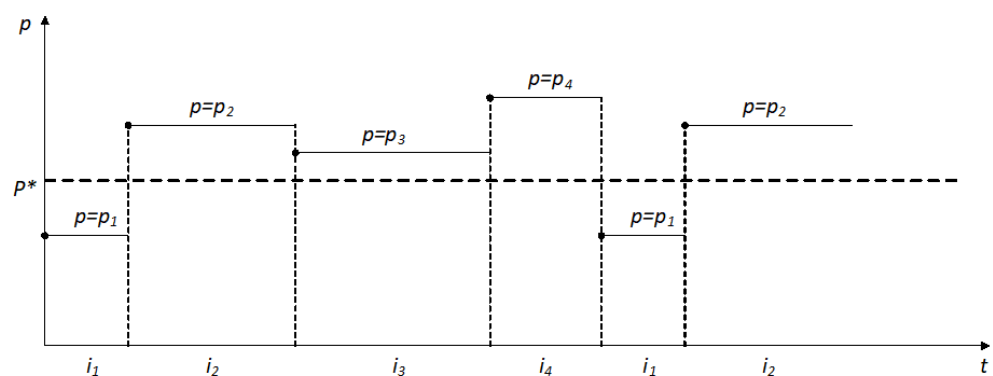 p
p=p₄
p=p₂
p=p₂
p=p₃
P*
p=p₁
p=p₁
i₁ i₂ i₃ i₄ i₁ i₂ t